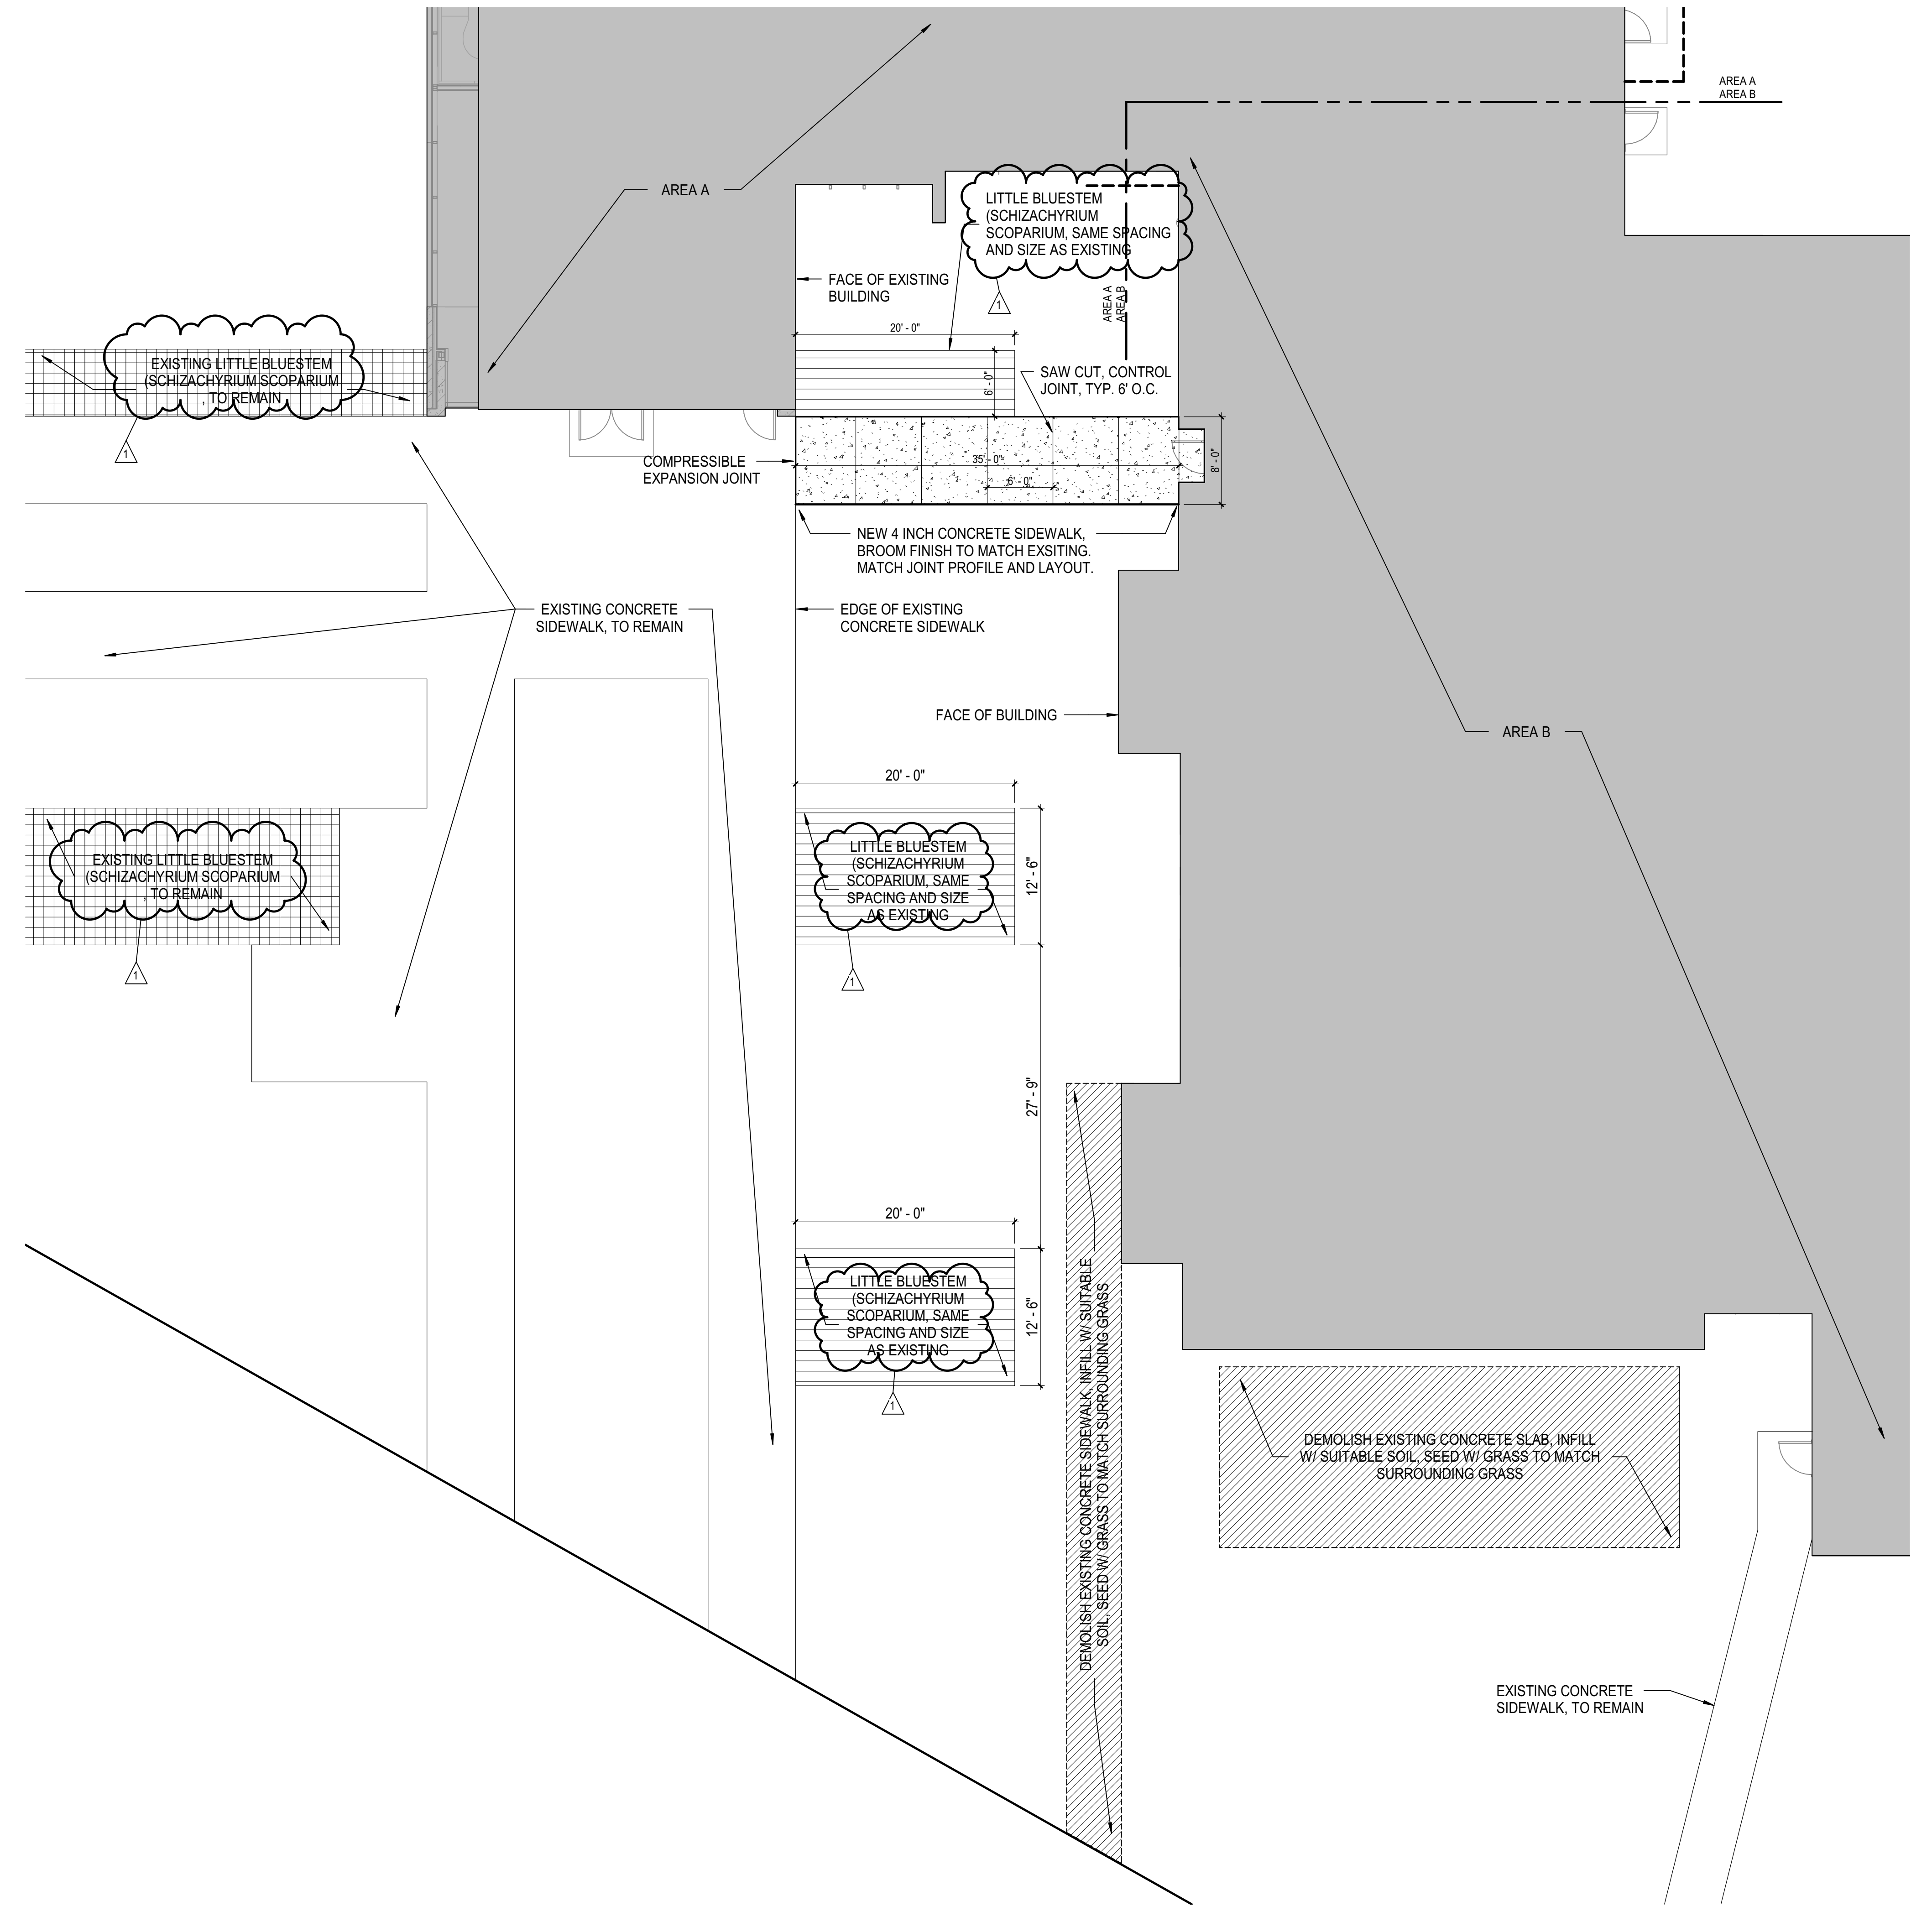 AREA A
AREA B
AREA A
LITTLE BLUESTEM
(SCHIZACHYRIUM
SCOPARIUM, SAME SPACING
AND SIZE AS EXISTING
1
FACE OF EXISTING
BUILDING
AREA A
AREA B
20' - 0"
6' - 0"
EXISTING LITTLE BLUESTEM
(SCHIZACHYRIUM SCOPARIUM
, TO REMAIN
1
SAW CUT, CONTROL
JOINT, TYP. 6' O.C.
COMPRESSIBLE
EXPANSION JOINT
35' - 0"
6' - 0"
8' - 0"
NEW 4 INCH CONCRETE SIDEWALK,
BROOM FINISH TO MATCH EXSITING.
MATCH JOINT PROFILE AND LAYOUT.
EXISTING CONCRETE
SIDEWALK, TO REMAIN
EDGE OF EXISTING
CONCRETE SIDEWALK
FACE OF BUILDING
AREA B
20' - 0"
EXISTING LITTLE BLUESTEM
(SCHIZACHYRIUM SCOPARIUM
, TO REMAIN
1
LITTLE BLUESTEM
(SCHIZACHYRIUM
SCOPARIUM, SAME
SPACING AND SIZE
AS EXISTING
1
12' - 6"
27' - 9"
20' - 0"
LITTLE BLUESTEM
(SCHIZACHYRIUM
SCOPARIUM, SAME
SPACING AND SIZE
AS EXISTING
1
12' - 6"
DEMOLISH EXISTING CONCRETE SIDEWALK, INFILL W/ SUITABLE
SOIL, SEED W/ GRASS TO MATCH SURROUNDING GRASS
DEMOLISH EXISTING CONCRETE SLAB, INFILL
W/ SUITABLE SOIL, SEED W/ GRASS TO MATCH
SURROUNDING GRASS
EXISTING CONCRETE
SIDEWALK, TO REMAIN